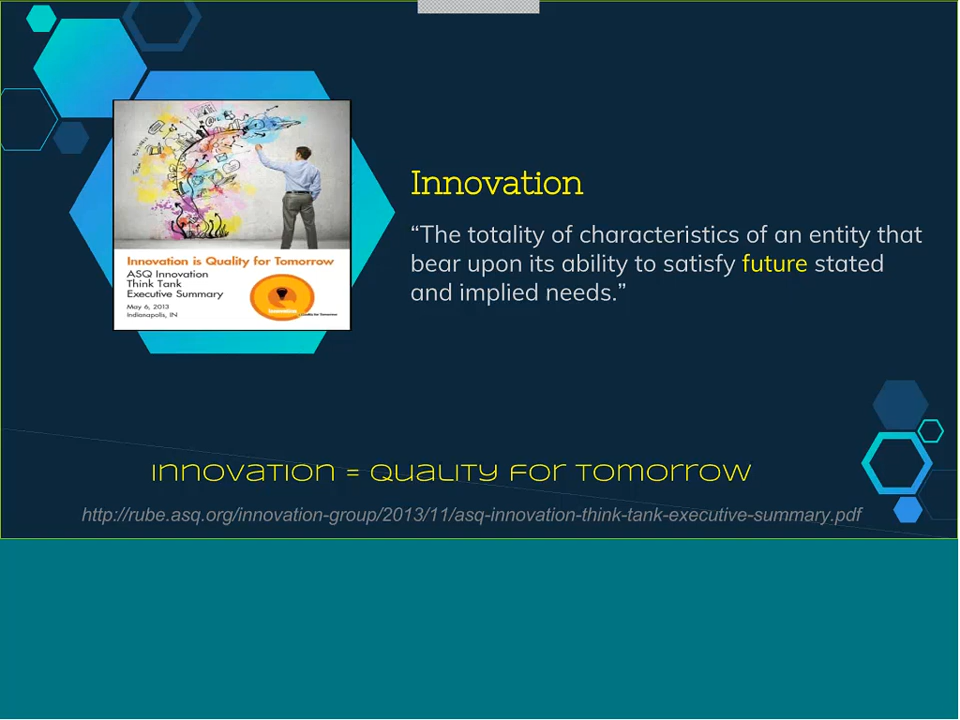 Innovation
“The totality of characteristics of an entity that
bear upon its ability to satisfy future stated
and implied needs.”
Innovation is Quality for Tomorrow
ASQ Innovation
Think Tank
Executive Summary
May 6, 2013
Indianapolis, IN
Innovation = Quality for Tomorrow
http://rube.asq.org/innovation-group/2013/11/asq-innovation-think-tank-executive-summary.pdf